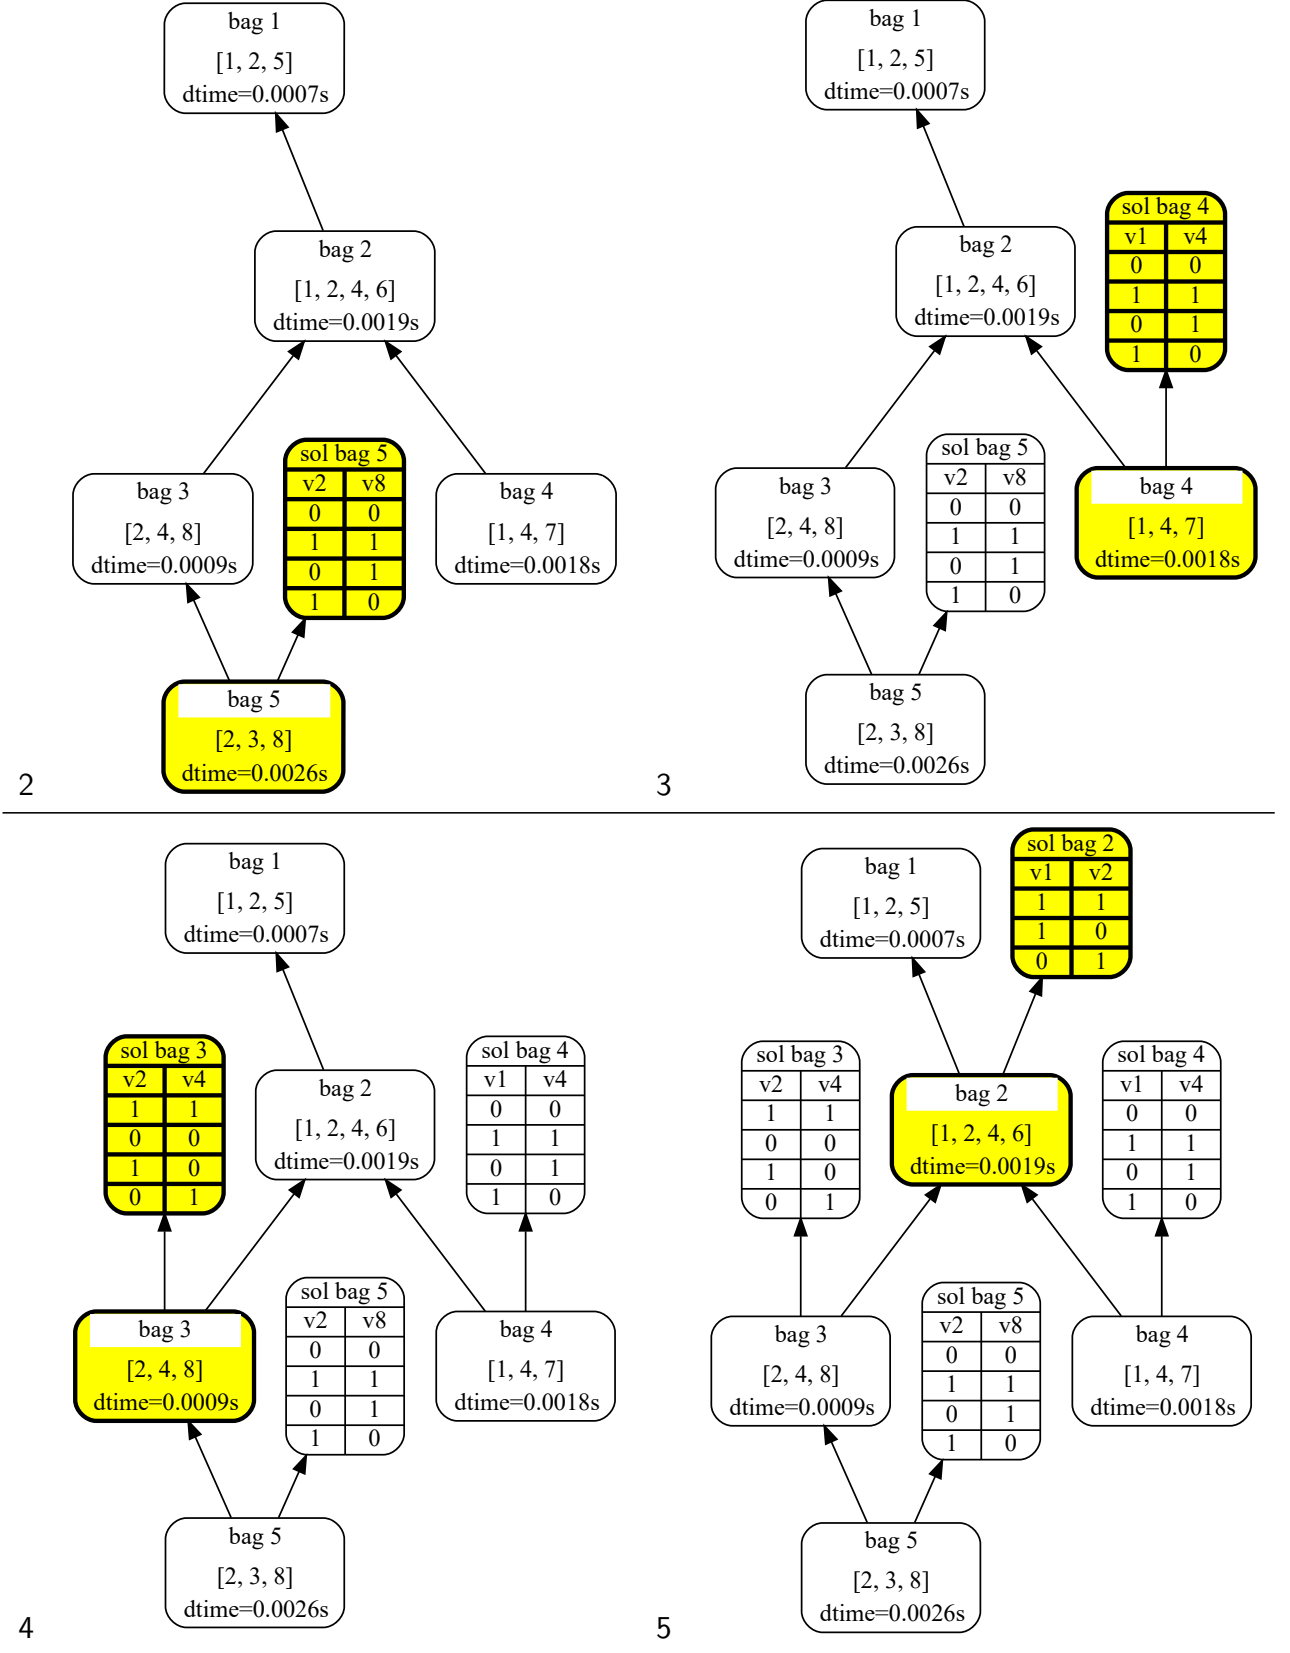 bag 1
[1, 2, 5]
dtime=0.0007s
bag 2
[1, 2, 4, 6]
dtime=0.0019s
bag 3
[2, 4, 8]
dtime=0.0009s
sol bag 5
v2 v8
0 0
1 1
0 1
1 0
bag 4
[1, 4, 7]
dtime=0.0018s
bag 5
[2, 3, 8]
dtime=0.0026s
2
bag 1
[1, 2, 5]
dtime=0.0007s
sol bag 4
v1 v4
0 0
1 1
0 1
1 0
bag 2
[1, 2, 4, 6]
dtime=0.0019s
bag 3
[2, 4, 8]
dtime=0.0009s
sol bag 5
v2 v8
0 0
1 1
0 1
1 0
bag 4
[1, 4, 7]
dtime=0.0018s
bag 5
[2, 3, 8]
dtime=0.0026s
3
bag 1
[1, 2, 5]
dtime=0.0007s
sol bag 3
v2 v4
1 1
0 0
1 0
0 1
bag 2
[1, 2, 4, 6]
dtime=0.0019s
sol bag 4
v1 v4
0 0
1 1
0 1
1 0
bag 3
[2, 4, 8]
dtime=0.0009s
sol bag 5
v2 v8
0 0
1 1
0 1
1 0
bag 4
[1, 4, 7]
dtime=0.0018s
bag 5
[2, 3, 8]
dtime=0.0026s
4
bag 1
[1, 2, 5]
dtime=0.0007s
sol bag 2
v1 v2
1 1
1 0
0 1
sol bag 3
v2 v4
1 1
0 0
1 0
0 1
bag 2
[1, 2, 4, 6]
dtime=0.0019s
sol bag 4
v1 v4
0 0
1 1
0 1
1 0
bag 3
[2, 4, 8]
dtime=0.0009s
sol bag 5
v2 v8
0 0
1 1
0 1
1 0
bag 4
[1, 4, 7]
dtime=0.0018s
bag 5
[2, 3, 8]
dtime=0.0026s
5